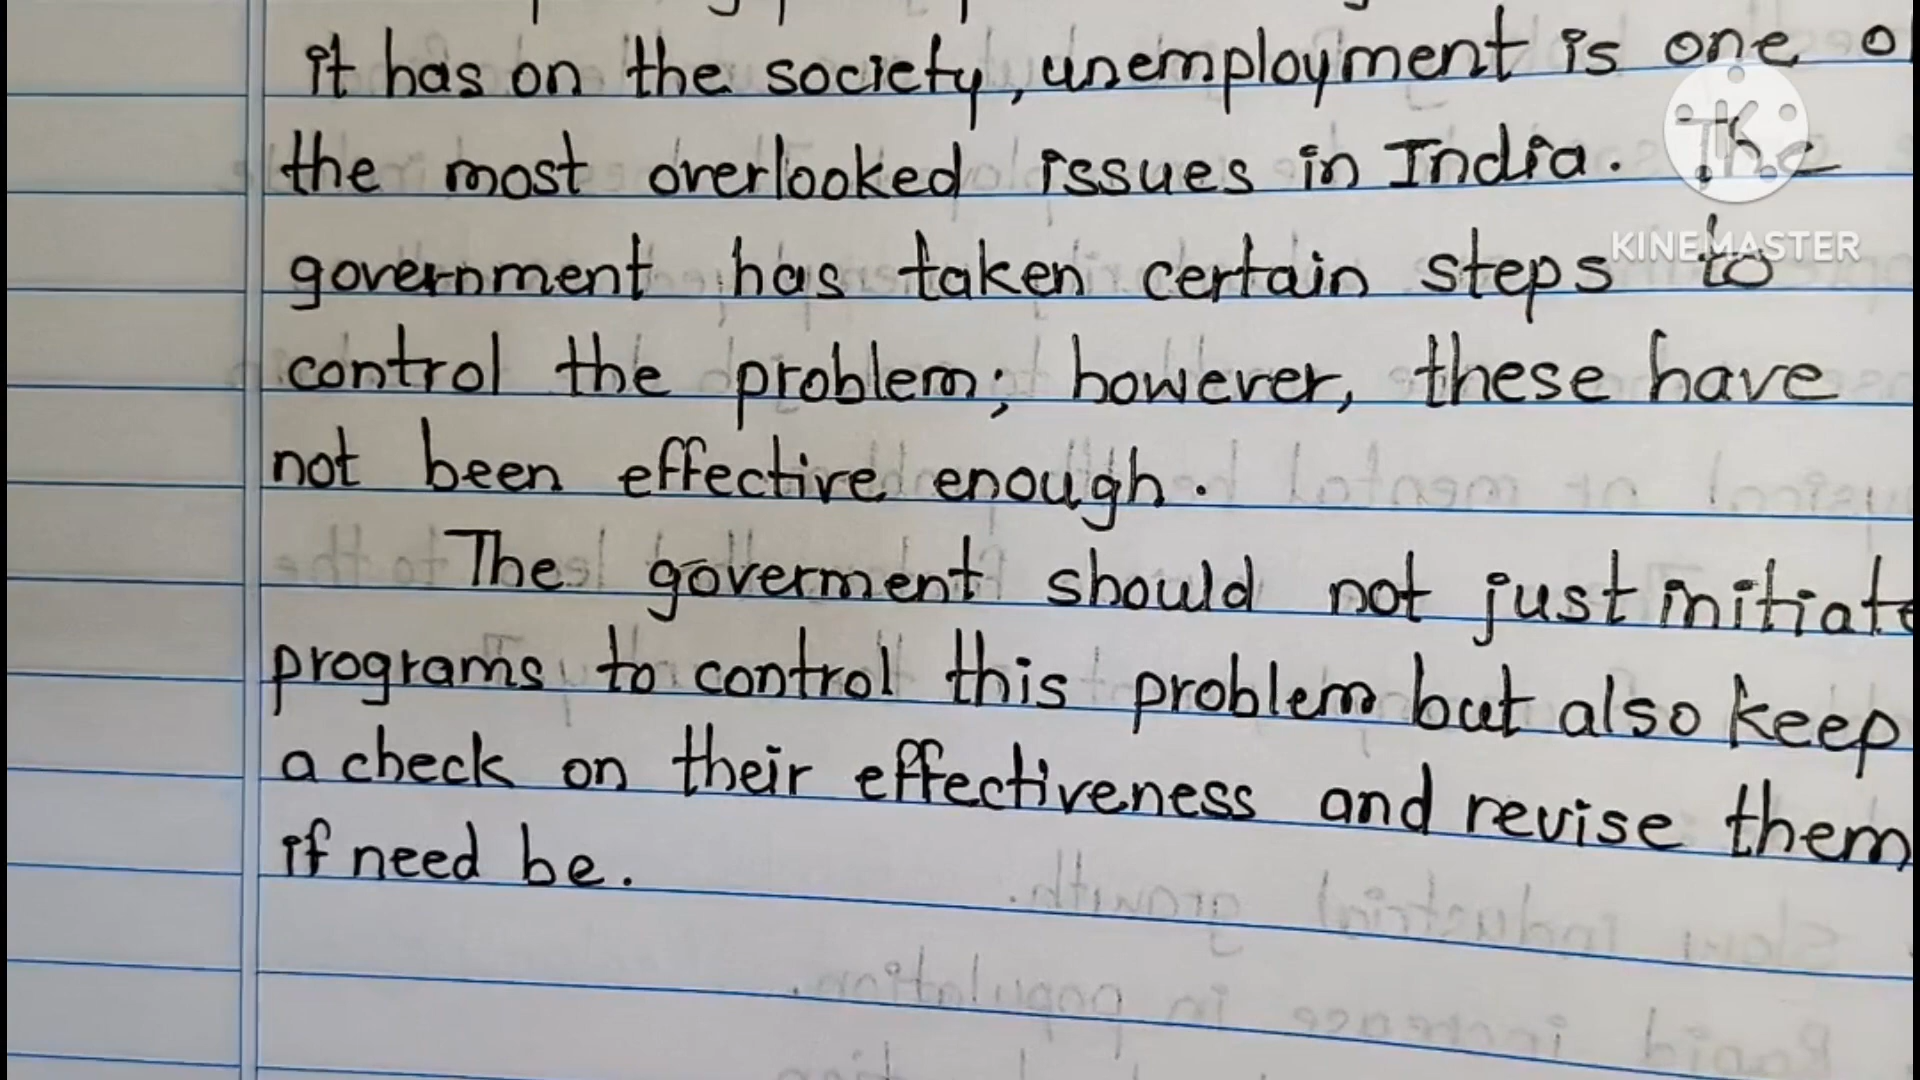 it has on the society, unemployment is one
the most overlooked issues in India. The
government has taken certain steps to
control the problem; however, these have
not been effective enough.
The goverment should not just initiate
programs to control this problem but also keep
a check on their effectiveness and revise them
if need be.
KINEMASTER